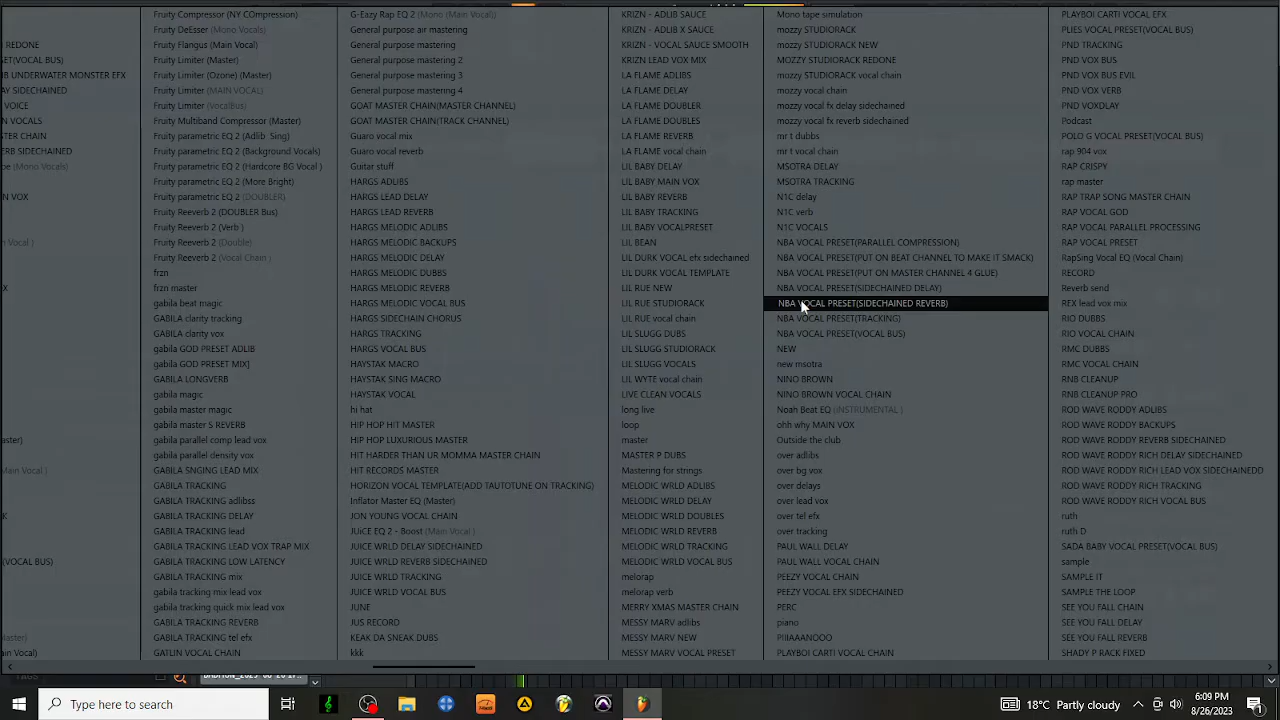 REDONE
ET(VOCAL BUS)
IB UNDERWATER MONSTER EFX
AY SIDECHAINED
VOICE
N VOCALS
TER CHAIN
ERB SIDECHAINED
pe (Mono Vocals)
IN VOX
X
aster)
Main Vocal )
K
(VOCAL BUS)
Master)
ain Vocal)
Fruity Compressor (NY COmpression)
Fruity DeEsser (Mono Vocals)
Fruity Flangus (Main Vocal)
Fruity Limiter (Master)
Fruity Limiter (Ozone) (Master)
Fruity Limiter (MAIN VOCAL)
Fruity Limiter (VocalBus)
Fruity Multiband Compressor (Master)
Fruity parametric EQ 2 (Adlib Sing)
Fruity parametric EQ 2 (Background Vocals)
Fruity parametric EQ 2 (Hardcore BG Vocal )
Fruity parametric EQ 2 (More Bright)
Fruity parametric EQ 2 (DOUBLER)
Fruity Reeverb 2 (DOUBLER Bus)
Fruity Reeverb 2 (Verb )
Fruity Reeverb 2 (Double)
Fruity Reeverb 2 (Vocal Chain )
frzn
frzn master
gabila beat magic
GABILA clarity tracking
GABILA clarity vox
gabila GOD PRESET ADLIB
gabila GOD PRESET MIX]
GABILA LONGVERB
gabila magic
gabila master magic
gabila master S REVERB
gabila parallel comp lead vox
gabila parallel density vox
GABILA SNGING LEAD MIX
GABILA TRACKING
GABILA TRACKING adlibss
GABILA TRACKING DELAY
GABILA TRACKING lead
GABILA TRACKING LEAD VOX TRAP MIX
GABILA TRACKING LOW LATENCY
GABILA TRACKING mix
gabila tracking mix lead vox
gabila tracking quick mix lead vox
GABILA TRACKING REVERB
GABILA TRACKING tel efx
GATLIN VOCAL CHAIN
G-Eazy Rap EQ 2 (Mono (Main Vocal))
General purpose air mastering
General purpose mastering
General purpose mastering 2
General purpose mastering 3
General purpose mastering 4
GOAT MASTER CHAIN(MASTER CHANNEL)
GOAT MASTER CHAIN(TRACK CHANNEL)
Guaro vocal mix
Guaro vocal reverb
Guitar stuff
HARGS ADLIBS
HARGS LEAD DELAY
HARGS LEAD REVERB
HARGS MELODIC ADLIBS
HARGS MELODIC BACKUPS
HARGS MELODIC DELAY
HARGS MELODIC DUBBS
HARGS MELODIC REVERB
HARGS MELODIC VOCAL BUS
HARGS SIDECHAIN CHORUS
HARGS TRACKING
HARGS VOCAL BUS
HAYSTAK MACRO
HAYSTAK SING MACRO
HAYSTAK VOCAL
hi hat
HIP HOP HIT MASTER
HIP HOP LUXURIOUS MASTER
HIT HARDER THAN UR MOMMA MASTER CHAIN
HIT RECORDS MASTER
HORIZON VOCAL TEMPLATE(ADD TAUTOTUNE ON TRACKING)
Inflator Master EQ (Master)
JON YOUNG VOCAL CHAIN
JUiCE EQ 2 - Boost (Main Vocal )
JUICE WRLD DELAY SIDECHAINED
JUICE WRLD REVERB SIDECHAINED
JUICE WRLD TRACKING
JUICE WRLD VOCAL BUS
JUNE
JUS RECORD
KEAK DA SNEAK DUBS
kkk
KRIZN - ADLIB SAUCE
KRIZN - ADLIB X SAUCE
KRIZN - VOCAL SAUCE SMOOTH
KRIZN LEAD VOX MIX
LA FLAME ADLIBS
LA FLAME DELAY
LA FLAME DOUBLER
LA FLAME DOUBLES
LA FLAME REVERB
LA FLAME vocal chain
LIL BABY DELAY
LIL BABY MAIN VOX
LIL BABY REVERB
LIL BABY TRACKING
LIL BABY VOCALPRESET
LIL BEAN
LIL DURK VOCAL efx sidechained
LIL DURK VOCAL TEMPLATE
LIL RUE NEW
LIL RUE STUDIORACK
LIL RUE vocal chain
LIL SLUGG DUBS
LIL SLUGG STUDIORACK
LIL SLUGG VOCALS
LIL WYTE vocal chain
LIVE CLEAN VOCALS
long live
loop
master
MASTER P DUBS
Mastering for strings
MELODIC WRLD ADLIBS
MELODIC WRLD DELAY
MELODIC WRLD DOUBLES
MELODIC WRLD REVERB
MELODIC WRLD TRACKING
MELODIC WRLD VOCAL BUS
melorap
melorap verb
MERRY XMAS MASTER CHAIN
MESSY MARV adlibs
MESSY MARV NEW
MESSY MARV VOCAL PRESET
Mono tape simulation
mozzy STUDIORACK
mozzy STUDIORACK NEW
MOZZY STUDIORACK REDONE
mozzy STUDIORACK vocal chain
mozzy vocal chain
mozzy vocal fx delay sidechained
mozzy vocal fx reverb sidechained
mr t dubbs
mr t vocal chain
MSOTRA DELAY
MSOTRA TRACKING
N1C delay
N1C verb
N1C VOCALS
NBA VOCAL PRESET(PARALLEL COMPRESSION)
NBA VOCAL PRESET(PUT ON BEAT CHANNEL TO MAKE IT SMACK)
NBA VOCAL PRESET(PUT ON MASTER CHANNEL 4 GLUE)
NBA VOCAL PRESET(SIDECHAINED DELAY)
NBA VOCAL PRESET(SIDECHAINED REVERB)
NBA VOCAL PRESET(TRACKING)
NBA VOCAL PRESET(VOCAL BUS)
NEW
new msotra
NINO BROWN
NINO BROWN VOCAL CHAIN
Noah Beat EQ (INSTRUMENTAL )
ohh why MAIN VOX
Outside the club
over adlibs
over bg vox
over delays
over lead vox
over tel efx
over tracking
PAUL WALL DELAY
PAUL WALL VOCAL CHAIN
PEEZY VOCAL CHAIN
PEEZY VOCAL EFX SIDECHAINED
PERC
piano
PIIIAAANOOO
PLAYBOI CARTI VOCAL CHAIN
PLAYBOI CARTI VOCAL EFX
PLIES VOCAL PRESET(VOCAL BUS)
PND TRACKING
PND VOX BUS
PND VOX BUS EVIL
PND VOX VERB
PND VOXDLAY
Podcast
POLO G VOCAL PRESET(VOCAL BUS)
rap 904 vox
RAP CRISPY
rap master
RAP TRAP SONG MASTER CHAIN
RAP VOCAL GOD
RAP VOCAL PARALLEL PROCESSING
RAP VOCAL PRESET
RapSing Vocal EQ (Vocal Chain)
RECORD
Reverb send
REX lead vox mix
RIO DUBBS
RIO VOCAL CHAIN
RMC DUBBS
RMC VOCAL CHAIN
RNB CLEANUP
RNB CLEANUP PRO
ROD WAVE RODDY ADLIBS
ROD WAVE RODDY BACKUPS
ROD WAVE RODDY REVERB SIDECHAINED
ROD WAVE RODDY RICH DELAY SIDECHAINED
ROD WAVE RODDY RICH LEAD VOX SIDECHAINEDD
ROD WAVE RODDY RICH TRACKING
ROD WAVE RODDY RICH VOCAL BUS
ruth
ruth D
SADA BABY VOCAL PRESET(VOCAL BUS)
sample
SAMPLE IT
SAMPLE THE LOOP
SEE YOU FALL CHAIN
SEE YOU FALL DELAY
SEE YOU FALL REVERB
SHADY P RACK FIXED
Type here to search
18°C Partly cloudy
6:09 PM
8/26/2023